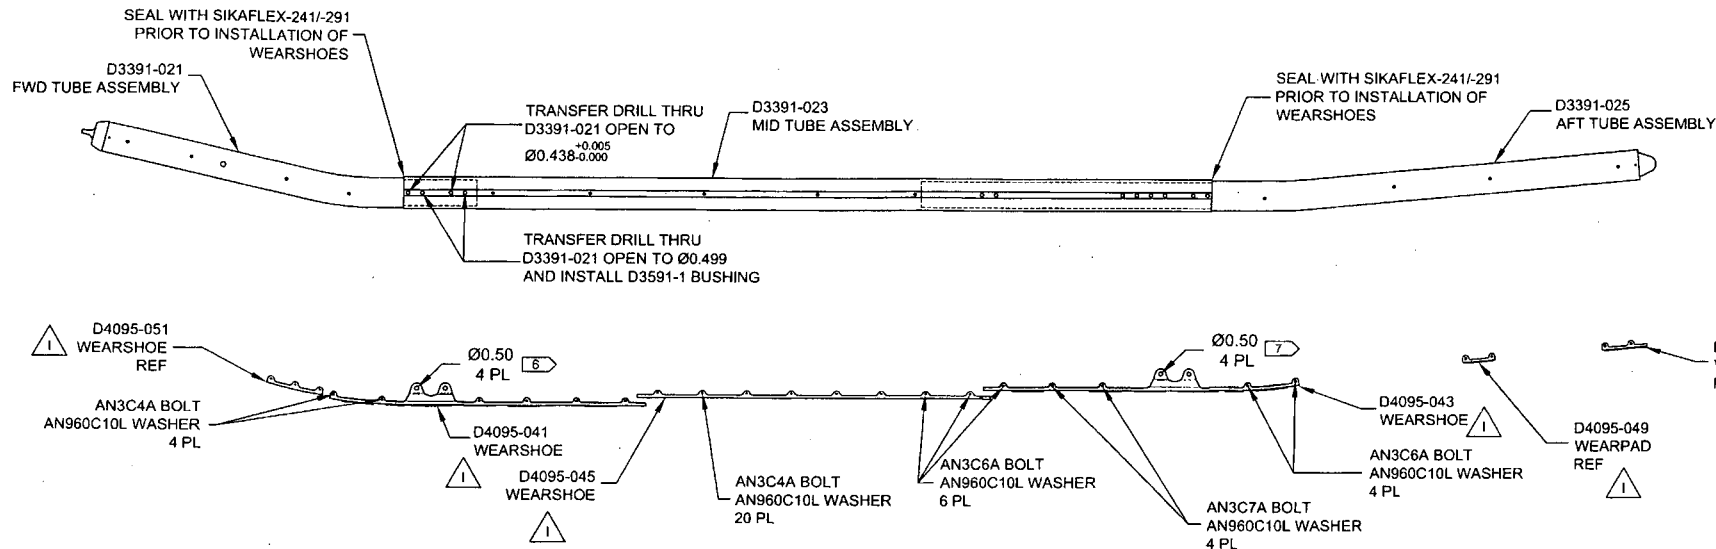 SEAL WITH SIKAFLEX-241/-291
PRIOR TO INSTALLATION OF
WEARSHOES
D3391-021
FWD TUBE ASSEMBLY
TRANSFER DRILL THRU
D3391-021 OPEN TO
Ø0.438 +0.005 -0.000
D3391-023
MID TUBE ASSEMBLY
SEAL WITH SIKAFLEX-241/-291
PRIOR TO INSTALLATION OF
WEARSHOES
D3391-025
AFT TUBE ASSEMBLY
TRANSFER DRILL THRU
D3391-021 OPEN TO Ø0.499
AND INSTALL D3591-1 BUSHING
D4095-051
WEARSHOE
REF
1
Ø0.50
4 PL
6
AN3C4A BOLT
AN960C10L WASHER
4 PL
D4095-041
WEARSHOE
1
D4095-045
WEARSHOE
1
AN3C4A BOLT
AN960C10L WASHER
20 PL
AN3C6A BOLT
AN960C10L WASHER
6 PL
Ø0.50
4 PL
7
AN3C7A BOLT
AN960C10L WASHER
4 PL
D4095-043
WEARSHOE
1
AN3C6A BOLT
AN960C10L WASHER
4 PL
D4095-049
WEARPAD
REF
1